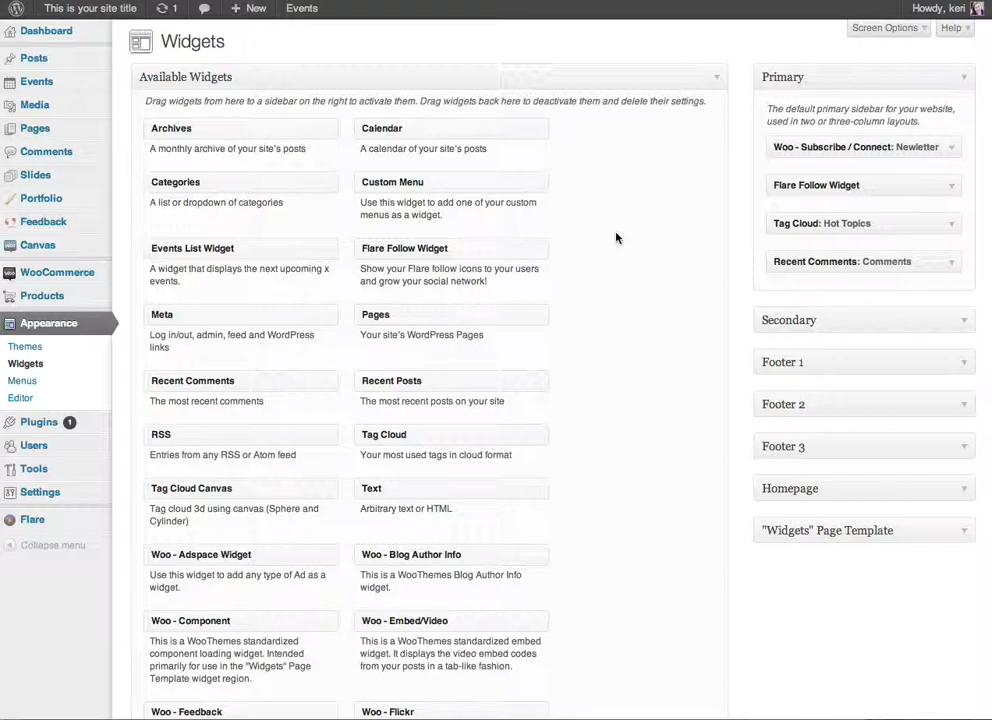 This is your site title 1 New Events Howdy, keri
Dashboard
Posts
Events
Media
Pages
Comments
Slides
Portfolio
Feedback
Canvas
WooCommerce
Products
Appearance
Themes
Widgets
Menus
Editor
Plugins 1
Users
Tools
Settings
Flare
Collapse menu
Screen Options Help
Widgets
Available Widgets
Drag widgets from here to a sidebar on the right to activate them. Drag widgets back here to deactivate them and delete their settings.
Archives
A monthly archive of your site's posts
Calendar
A calendar of your site's posts
Categories
A list or dropdown of categories
Custom Menu
Use this widget to add one of your custom
menus as a widget.
Events List Widget
A widget that displays the next upcoming x
events.
Flare Follow Widget
Show your Flare follow icons to your users
and grow your social network!
Meta
Log in/out, admin, feed and WordPress
links
Pages
Your site's WordPress Pages
Recent Comments
The most recent comments
Recent Posts
The most recent posts on your site
RSS
Entries from any RSS or Atom feed
Tag Cloud
Your most used tags in cloud format
Tag Cloud Canvas
Tag cloud 3d using canvas (Sphere and
Cylinder)
Text
Arbitrary text or HTML
Woo - Adspace Widget
Use this widget to add any type of Ad as a
widget.
Woo - Blog Author Info
This is a WooThemes Blog Author Info
widget.
Woo - Component
This is a WooThemes standardized
component loading widget. Intended
primarily for use in the "Widgets" Page
Template widget region.
Woo - Embed/Video
This is a WooThemes standardized embed
widget. It displays the video embed codes
from your posts in a tab-like fashion.
Woo - Feedback
Woo - Flickr
Primary
The default primary sidebar for your website,
used in two or three-column layouts.
Woo - Subscribe / Connect: Newletter
Flare Follow Widget
Tag Cloud: Hot Topics
Recent Comments: Comments
Secondary
Footer 1
Footer 2
Footer 3
Homepage
"Widgets" Page Template